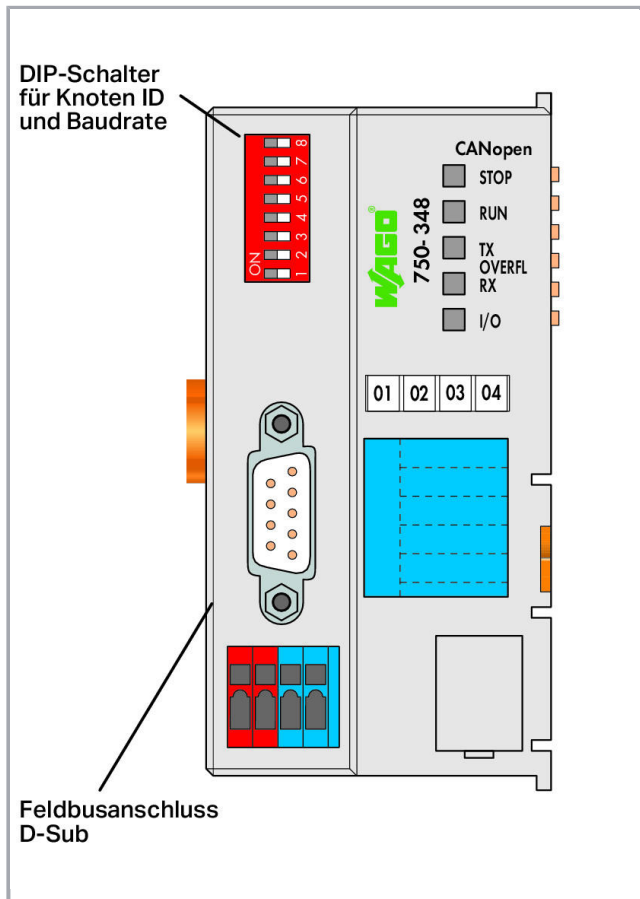 DIP-Schalter
für Knoten ID
und Baudrate
8
7
6
5
4
3
2
1
ON
WAGO®
750-348
CANopen
STOP
RUN
TX
OVERFL
RX
I/O
01 02 03 04
Feldbusanschluss
D-Sub